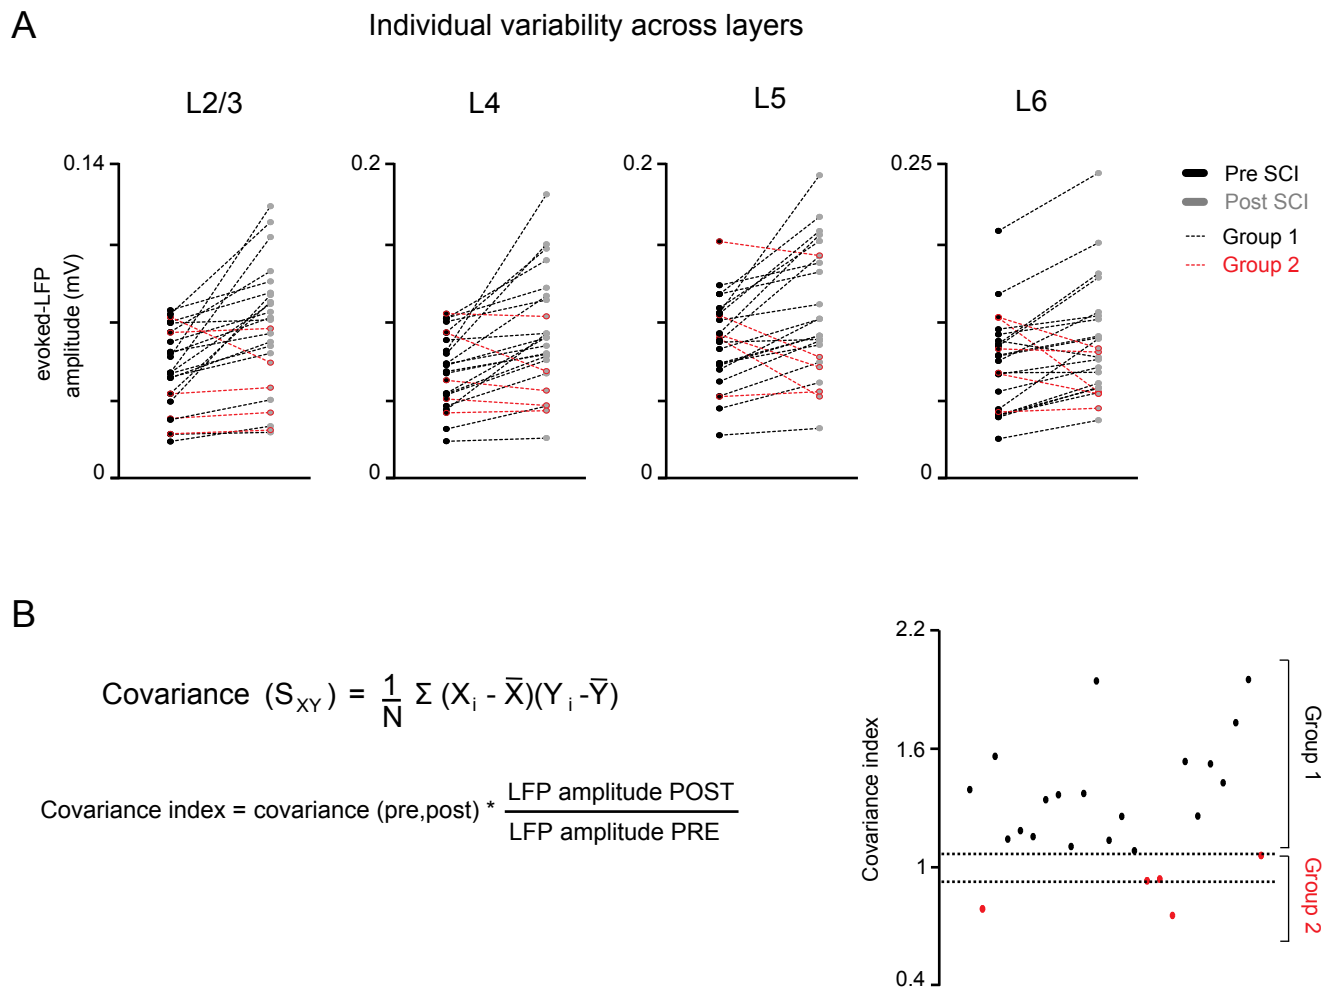 A
Individual variability across layers
L2/3
L4
L5
L6
evoked-LFP
amplitude (mV)
0.14
0
0.2
0
0.2
0
0.25
0
Pre SCI
Post SCI
Group 1
Group 2
B
Covariance (S_XY) = 1/N Σ (X_i - X̄)(Y_i - Ȳ)
Covariance index = covariance (pre,post) * LFP amplitude POST / LFP amplitude PRE
Covariance index
2.2
1.6
1
0.4
Group 1
Group 2